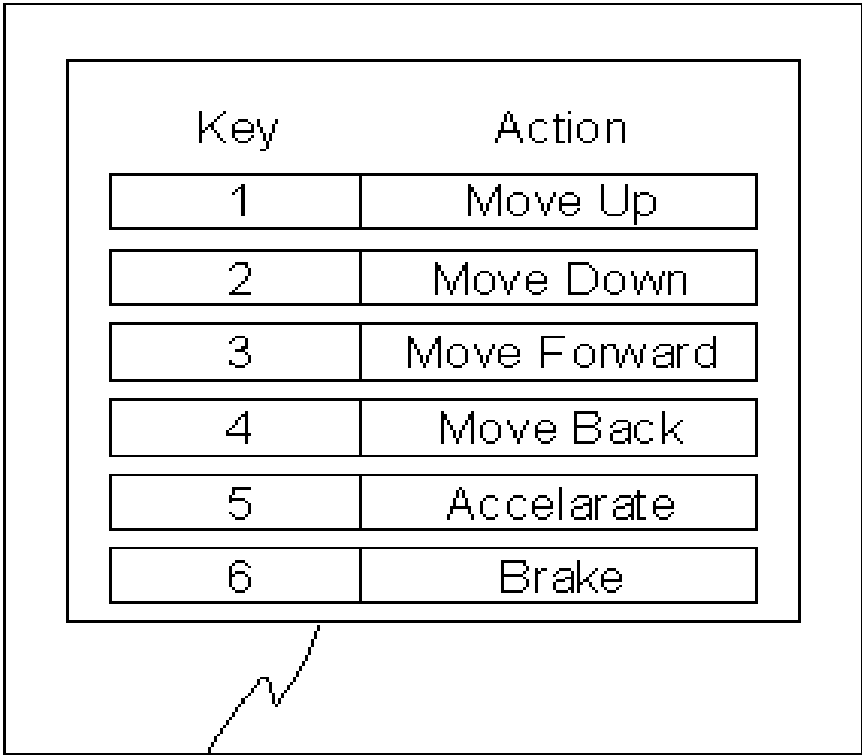 Key Action
1 Move Up
2 Move Down
3 Move Forward
4 Move Back
5 Accelarate
6 Brake